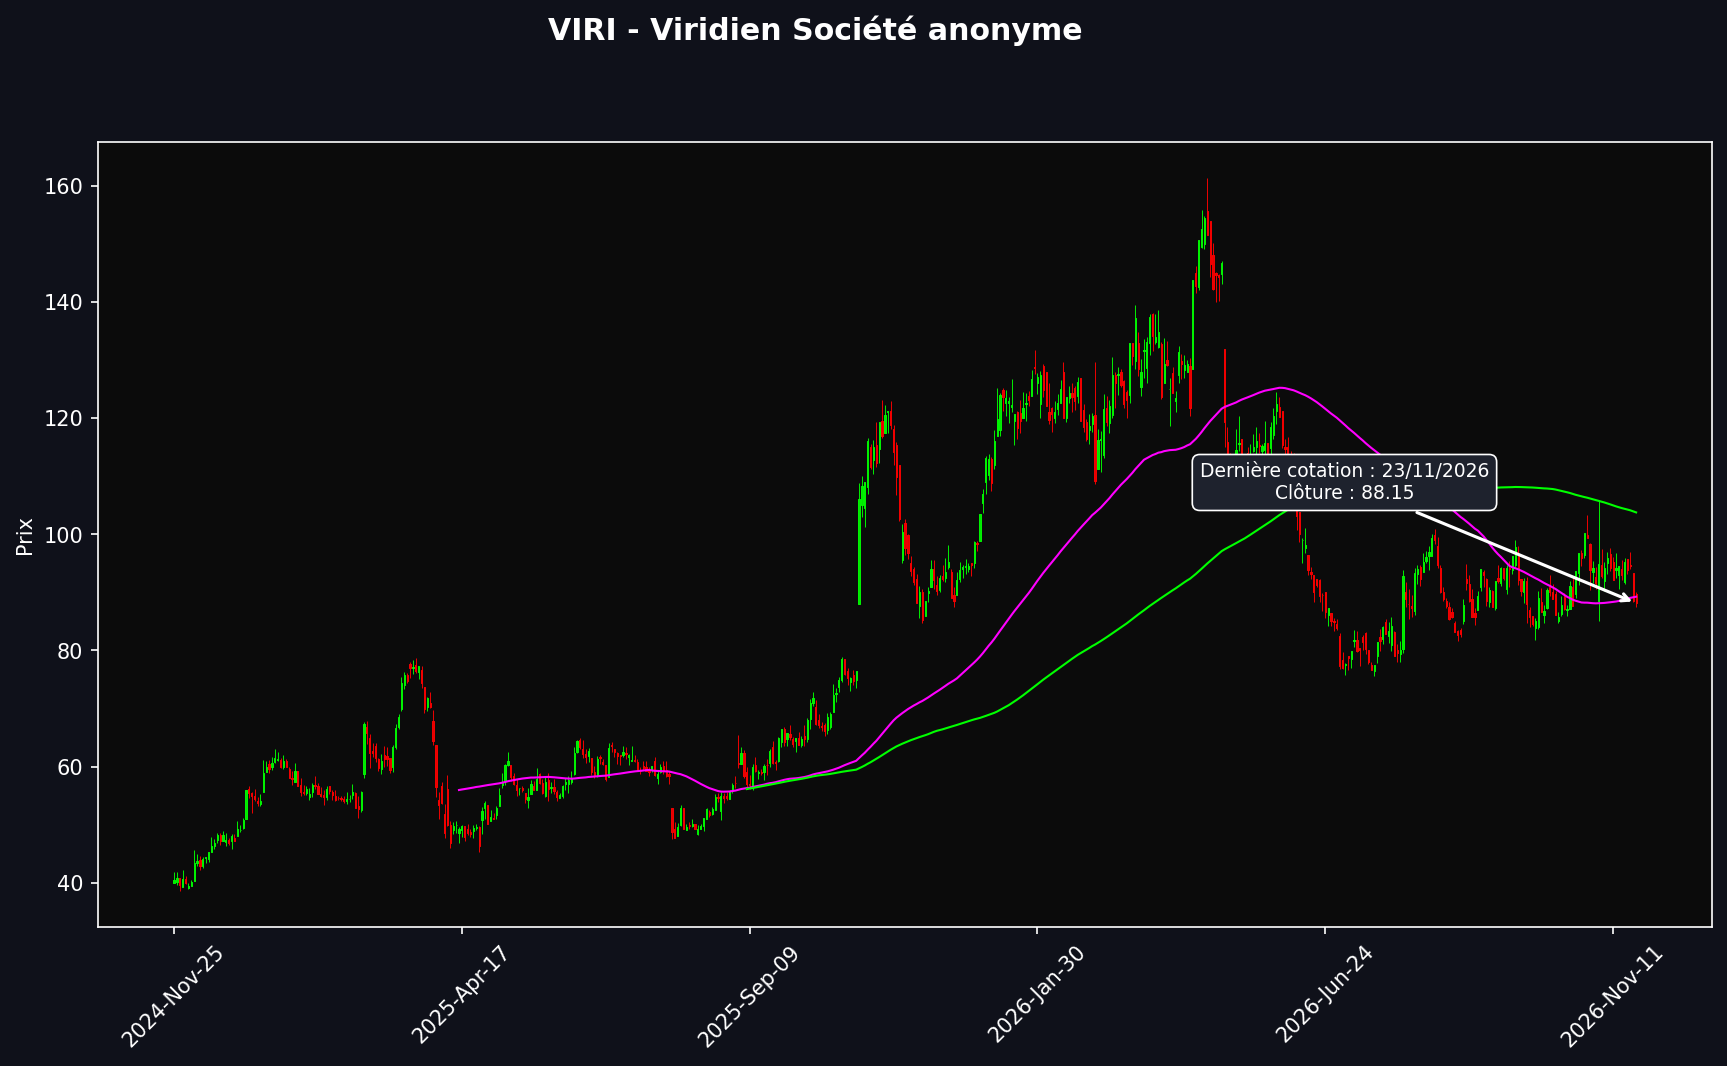 VIRI - Viridien Société anonyme
160
140
120
100
80
60
40
Prix
Dernière cotation : 23/11/2026
Clôture : 88.15
2024-Nov-25
2025-Apr-17
2025-Sep-09
2026-Jan-30
2026-Jun-24
2026-Nov-11